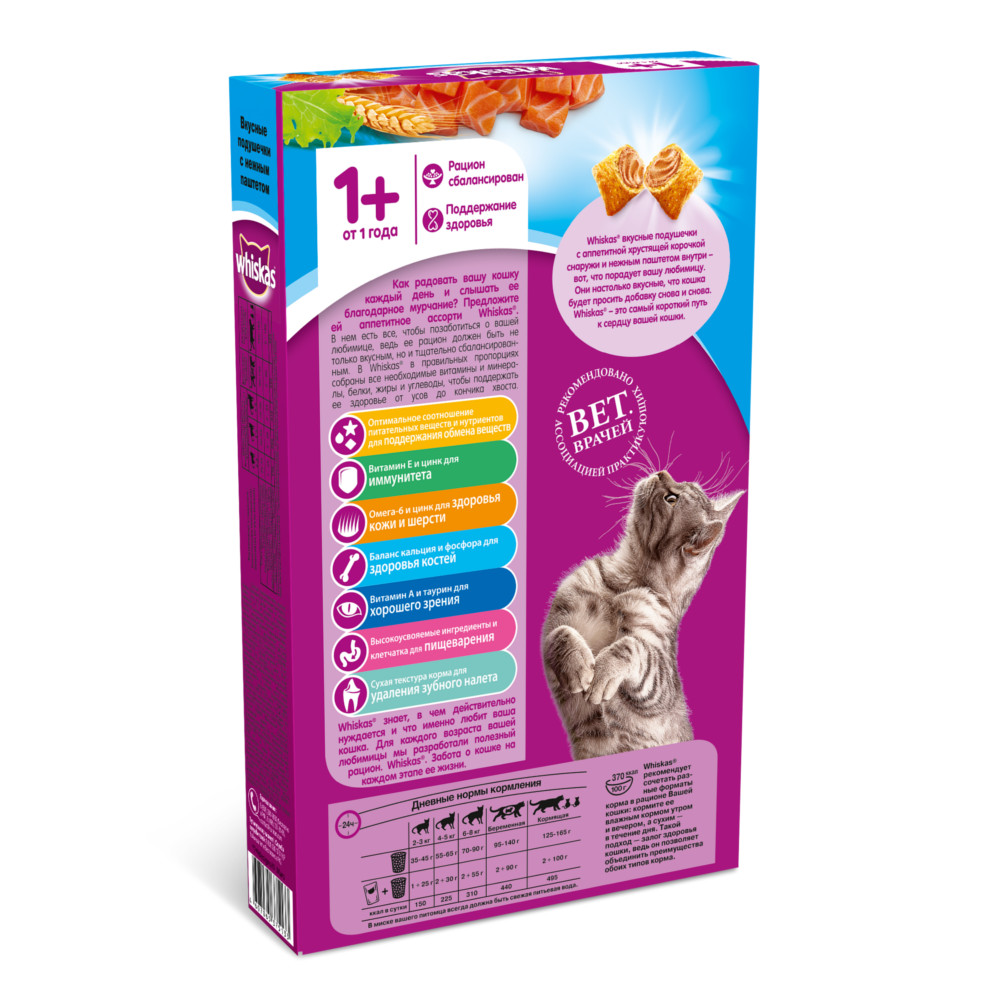 Whiskas
Вкусные
подушечки
с нежным
паштетом
whiskas
1+
от 1 года
Рацион
сбалансирован
Поддержание
здоровья
Whiskas® вкусные подушечки
с аппетитной хрустящей корочкой
снаружи и нежным паштетом внутри –
вот, что порадует вашу любимицу.
Они настолько вкусные, что кошка
будет просить добавку снова и снова.
Whiskas® – это самый короткий путь
к сердцу вашей кошки.
Как радовать вашу кошку
каждый день и слышать ее
благодарное мурчание? Предложите
ей аппетитное ассорти Whiskas®.
В нем есть все, чтобы позаботиться о вашей
любимице, ведь ее рацион должен быть не
только вкусным, но и тщательно сбалансирован-
ным. В Whiskas® в правильных пропорциях
собраны все необходимые витамины и минера-
лы, белки, жиры и углеводы, чтобы поддержать
ее здоровье от усов до кончика хвоста.
РЕКОМЕНДОВАНО
АССОЦИАЦИЕЙ ПРАКТИКУЮЩИХ
ВЕТ.
ВРАЧЕЙ
Оптимальное соотношение
питательных веществ и нутриентов
для поддержания обмена веществ
Витамин Е и цинк для
иммунитета
Омега-6 и цинк для здоровья
кожи и шерсти
Баланс кальция и фосфора для
здоровья костей
Витамин А и таурин для
хорошего зрения
Высокоусвояемые ингредиенты и
клетчатка для пищеварения
Сухая текстура корма для
удаления зубного налета
Whiskas® знает, в чем действительно
нуждается и что именно любит ваша
кошка. Для каждого возраста вашей
любимицы мы разработали полезный
рацион. Whiskas®. Забота о кошке на
каждом этапе ее жизни.
Дневные нормы кормления
24ч
2-3 кг 4-5 кг 6-8 кг Беременная Кормящая
35-45 г 55-65 г 70-90 г 95-140 г 125-165 г
+ 1 + 25 г 2 + 30 г 2 + 55 г 2 + 90 г 2 + 100 г
ккал в сутки 150 225 310 440 495
В миске вашего питомца всегда должна быть свежая питьевая вода.
370 ккал
100 г
Whiskas®
рекомендует
сочетать раз-
ные форматы
корма в рационе Вашей
кошки: кормите ее
влажным кормом утром
и вечером, а сухим —
в течение дня. Такой
подход — залог здоровья
кошки, ведь он позволяет
объединить преимущества
обоих типов корма.